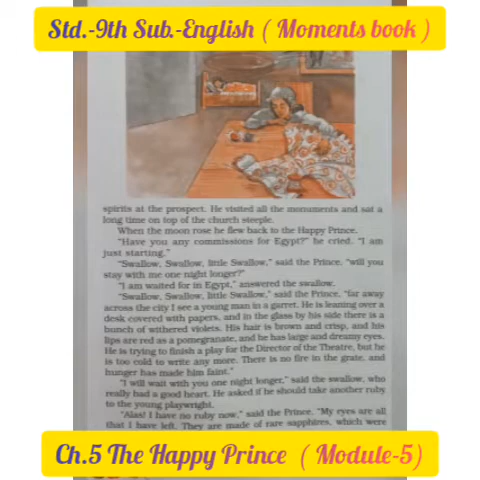 Std.-9th Sub.-English ( Moments book )
spirits at the prospect. He visited all the monuments and sat a
long time on top of the church steeple.
When the moon rose he flew back to the Happy Prince.
"Have you any commissions for Egypt?" he cried. "I am
just starting."
"Swallow, Swallow, little Swallow," said the Prince, "will you
stay with me one night longer?"
"I am waited for in Egypt," answered the swallow.
"Swallow, Swallow, little Swallow," said the Prince, "far away
across the city I see a young man in a garret. He is leaning over a
desk covered with papers, and in the glass by his side there is a
bunch of withered violets. His hair is brown and crisp, and his
lips are red as a pomegranate, and he has large and dreamy eyes.
He is trying to finish a play for the Director of the Theatre, but he
is too cold to write any more. There is no fire in the grate, and
hunger has made him faint."
"I will wait with you one night longer," said the swallow, who
really had a good heart. He asked if he should take another ruby
to the young playwright.
"Alas! I have no ruby now," said the Prince. "My eyes are all
that I have left. They are made of rare sapphires, which were
Ch.5 The Happy Prince ( Module-5)